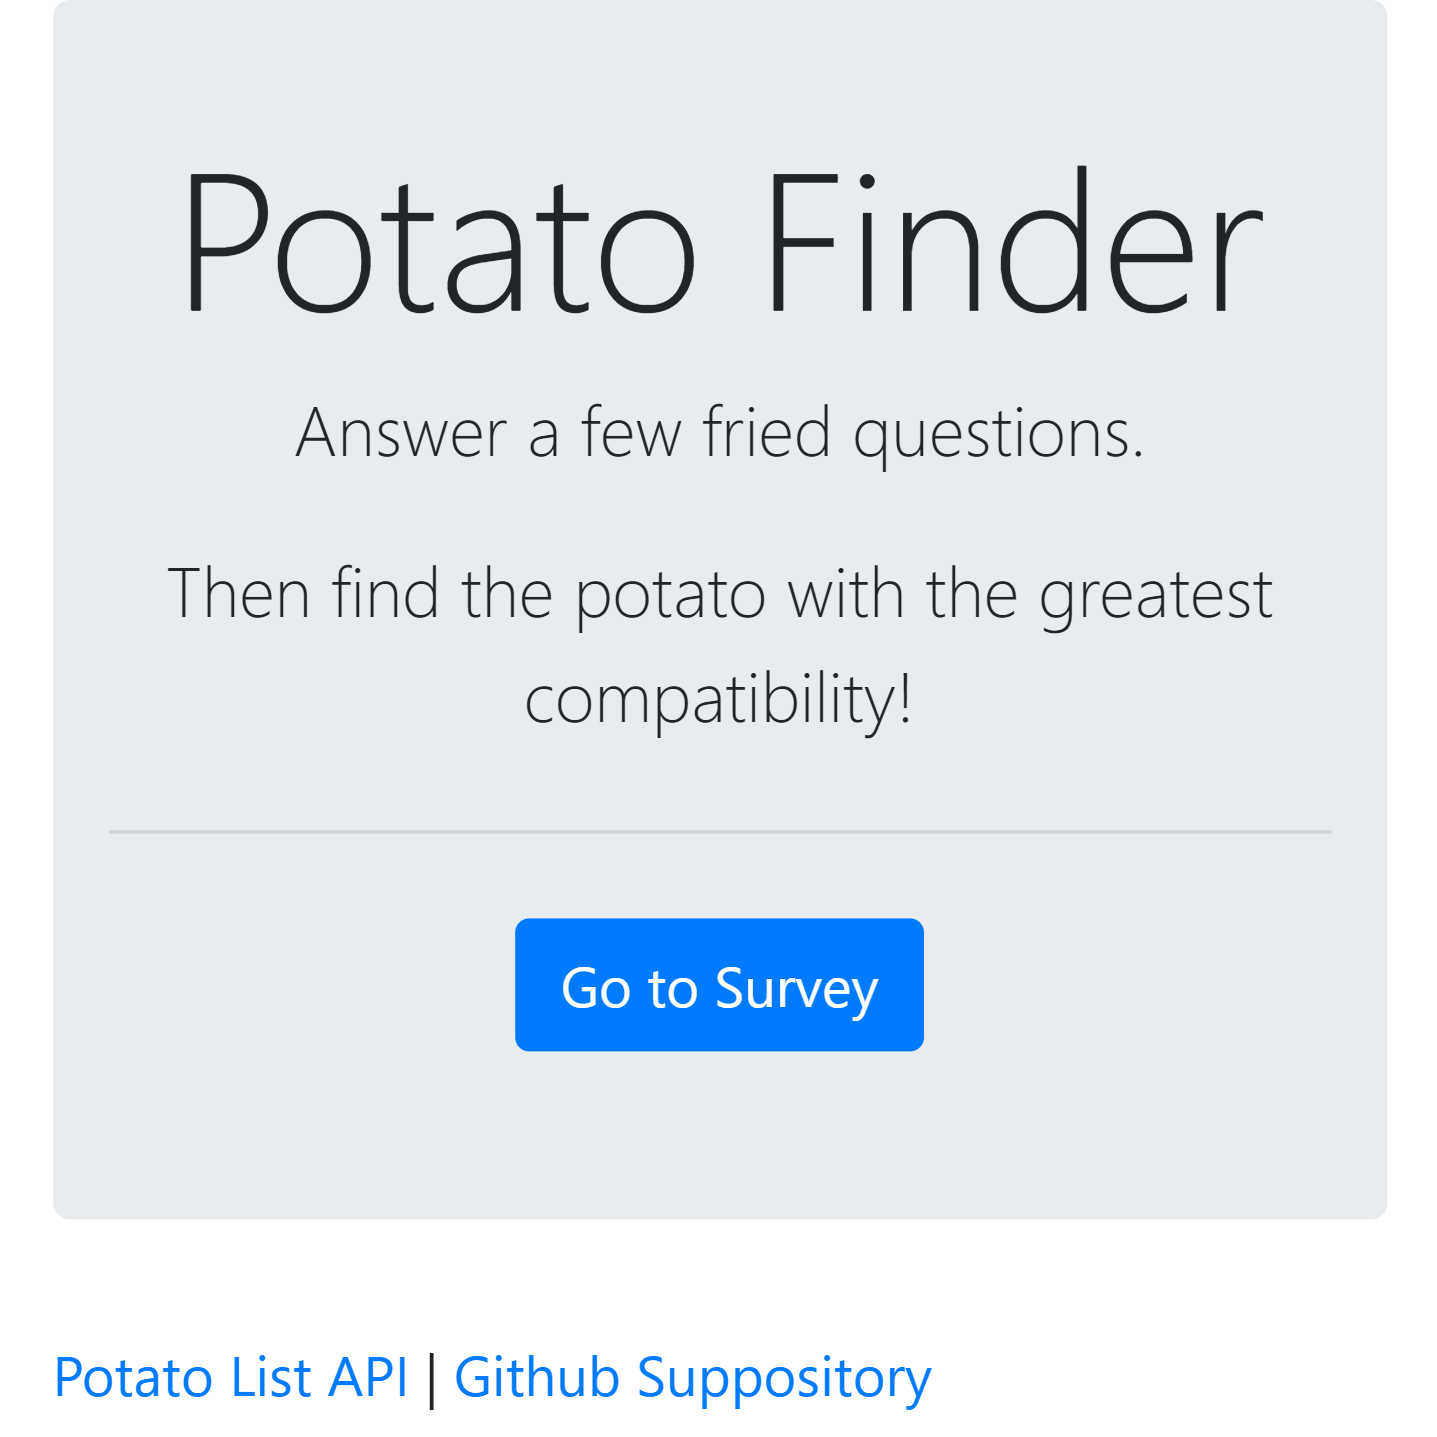 Potato Finder
Answer a few fried questions.
Then find the potato with the greatest
compatibility!
Go to Survey
Potato List API | Github Suppository